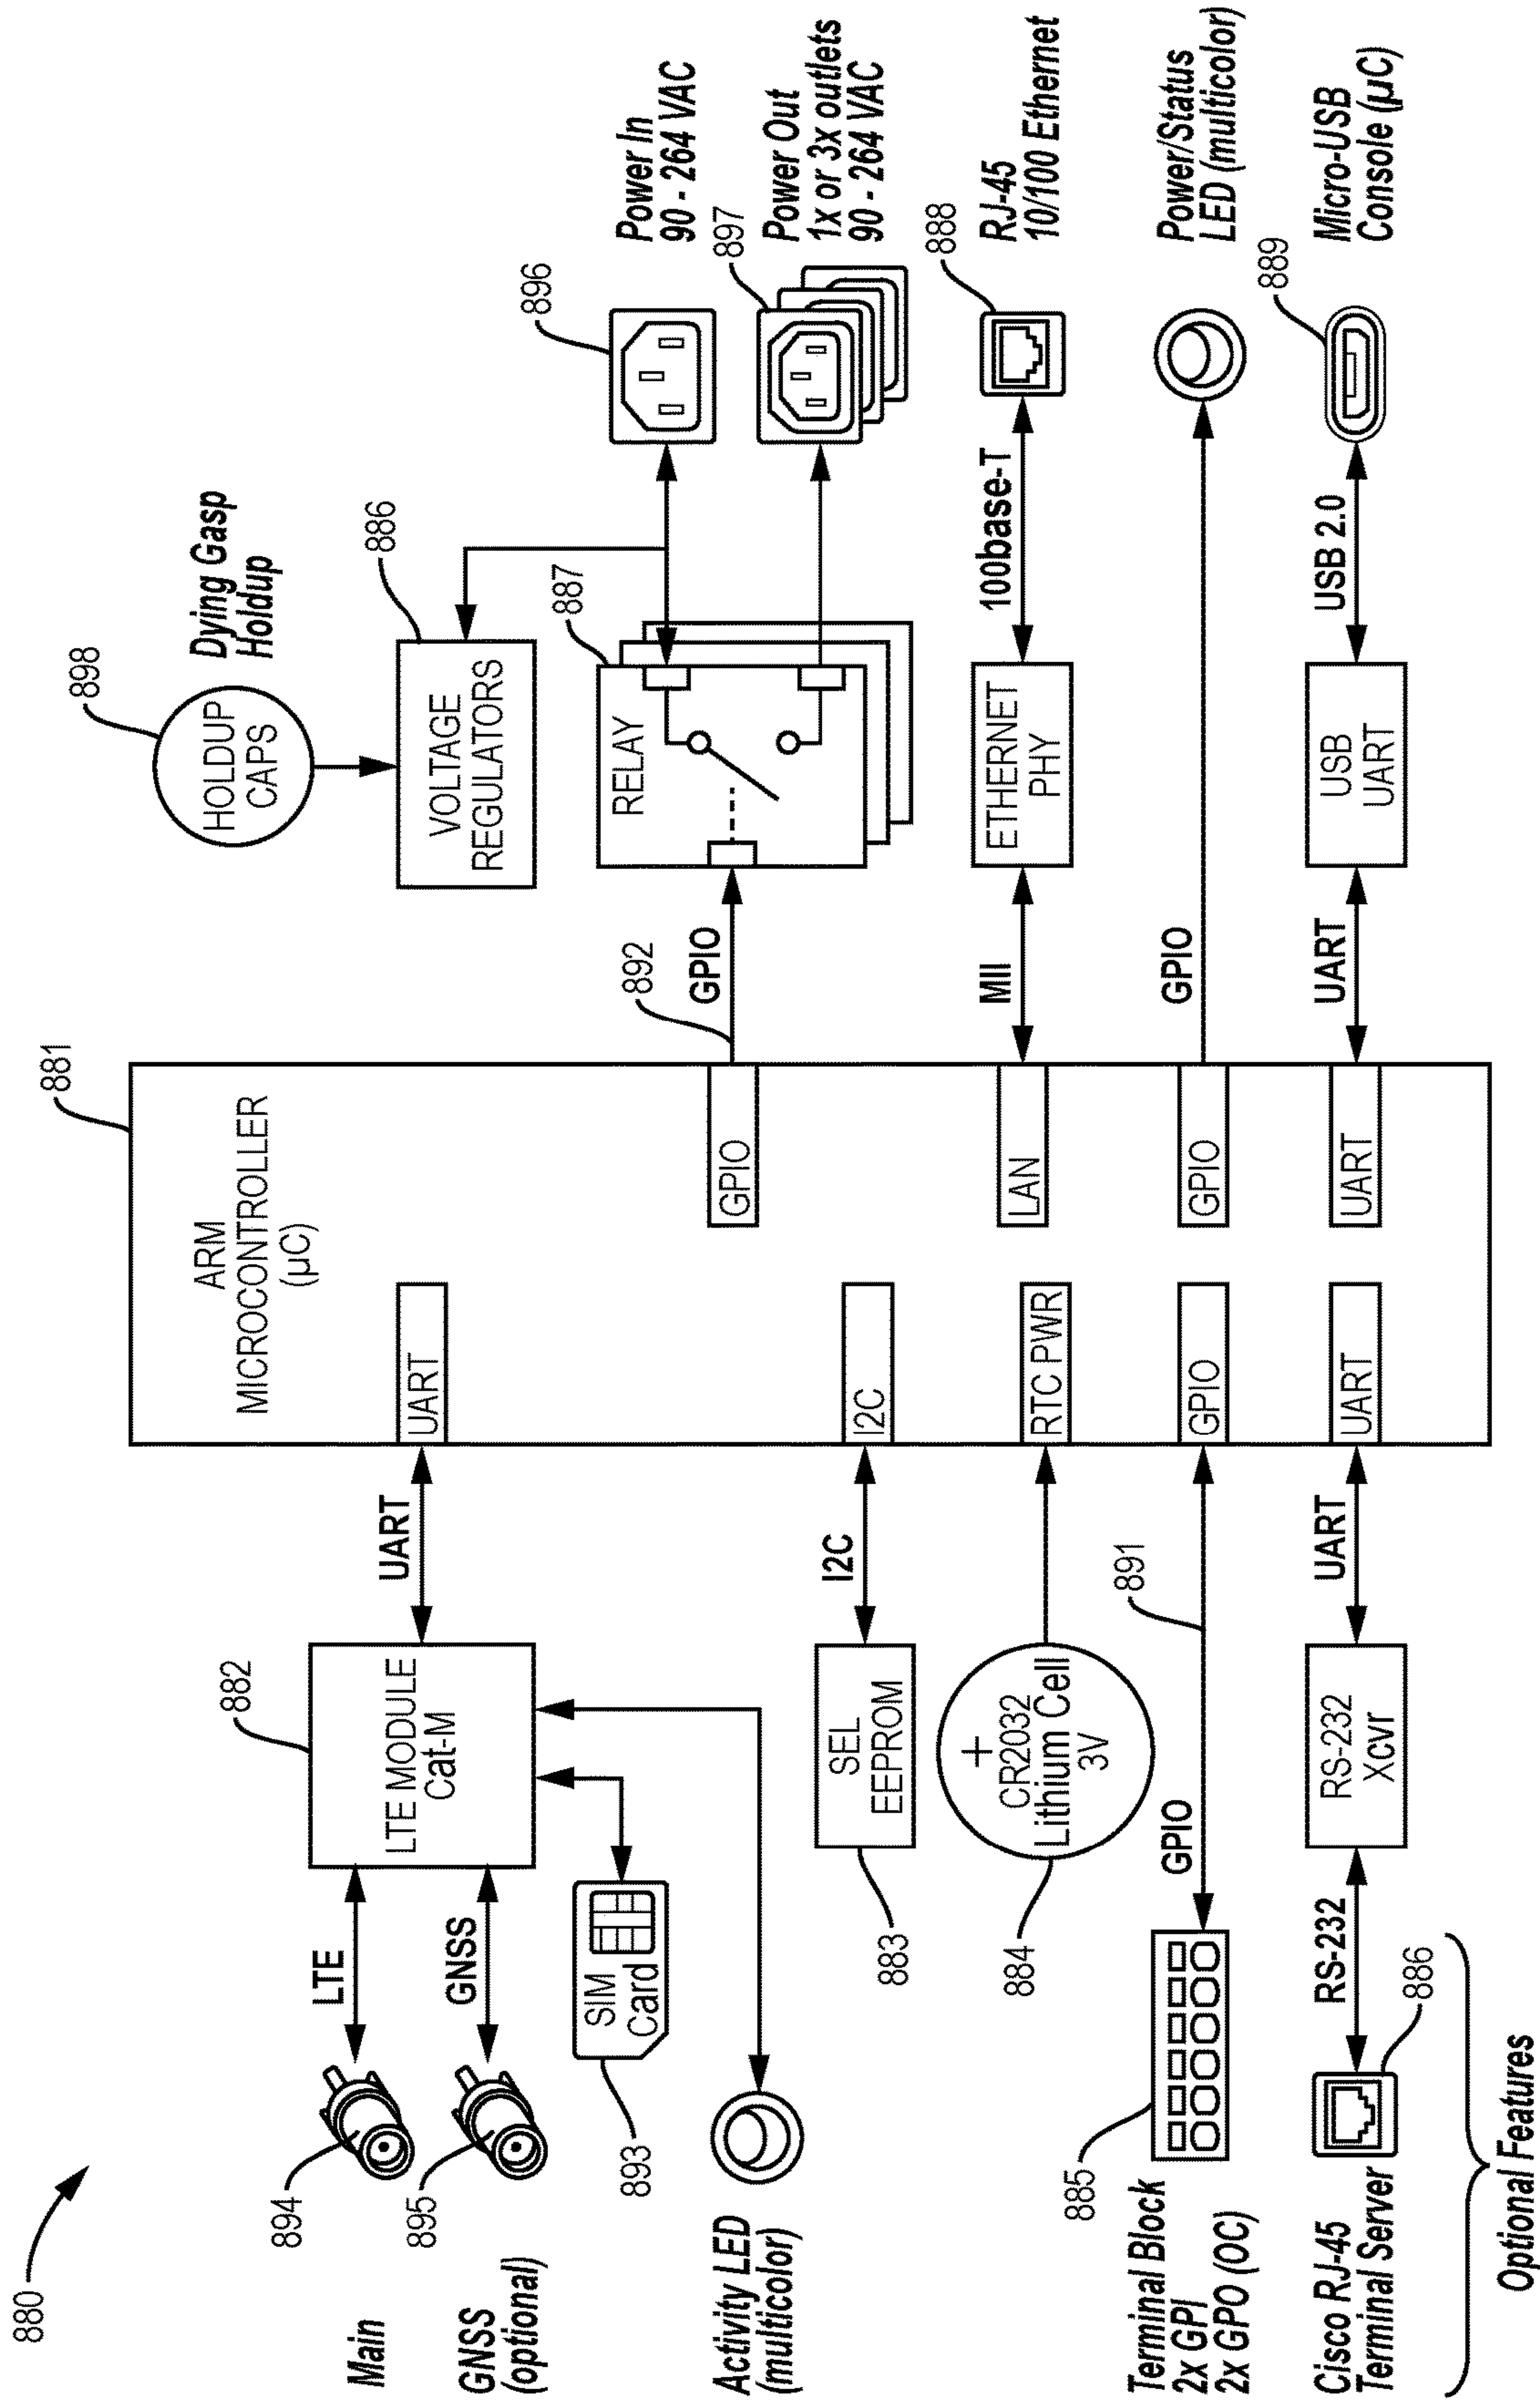 880
894
Main
895
GNSS
(optional)
LTE
GNSS
882
LTE MODULE
Cat-M
UART
SIM
Card
893
Activity LED
(multicolor)
SEL
EEPROM
883
I2C
+
CR2032
Lithium Cell
3V
884
885
Terminal Block
2x GPI
2x GPO (OC)
GPIO
891
Cisco RJ-45
Terminal Server
886
RS-232
RS-232
Xcvr
UART
Optional Features
881
ARM
MICROCONTROLLER
(µC)
UART
I2C
RTC PWR
GPIO
UART
GPIO
LAN
GPIO
UART
898
HOLDUP
CAPS
Dying Gasp
Holdup
VOLTAGE
REGULATORS
886
892
GPIO
RELAY
887
896
Power In
90 - 264 VAC
897
Power Out
1x or 3x outlets
90 - 264 VAC
MII
ETHERNET
PHY
100base-T
888
RJ-45
10/100 Ethernet
GPIO
Power/Status
LED (multicolor)
UART
USB
UART
USB 2.0
889
Micro-USB
Console (µC)